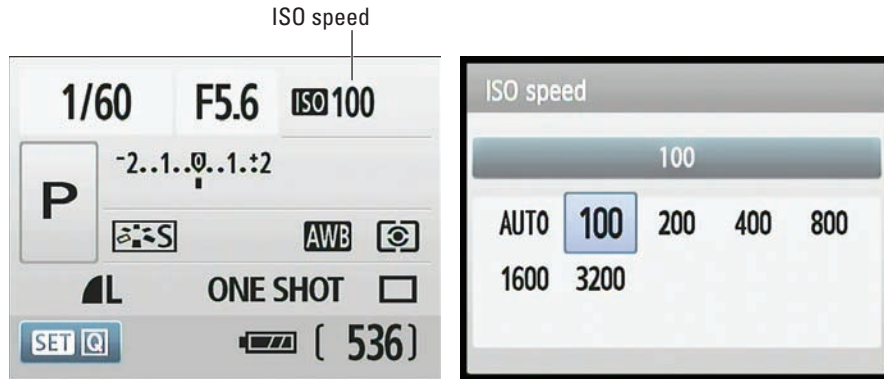 ISO speed
1/60 F5.6 ISO 100
P
-2..1..0..1.:+2
S
AWB
L ONE SHOT
SET Q [ 536]
ISO speed
100
AUTO 100 200 400 800
1600 3200